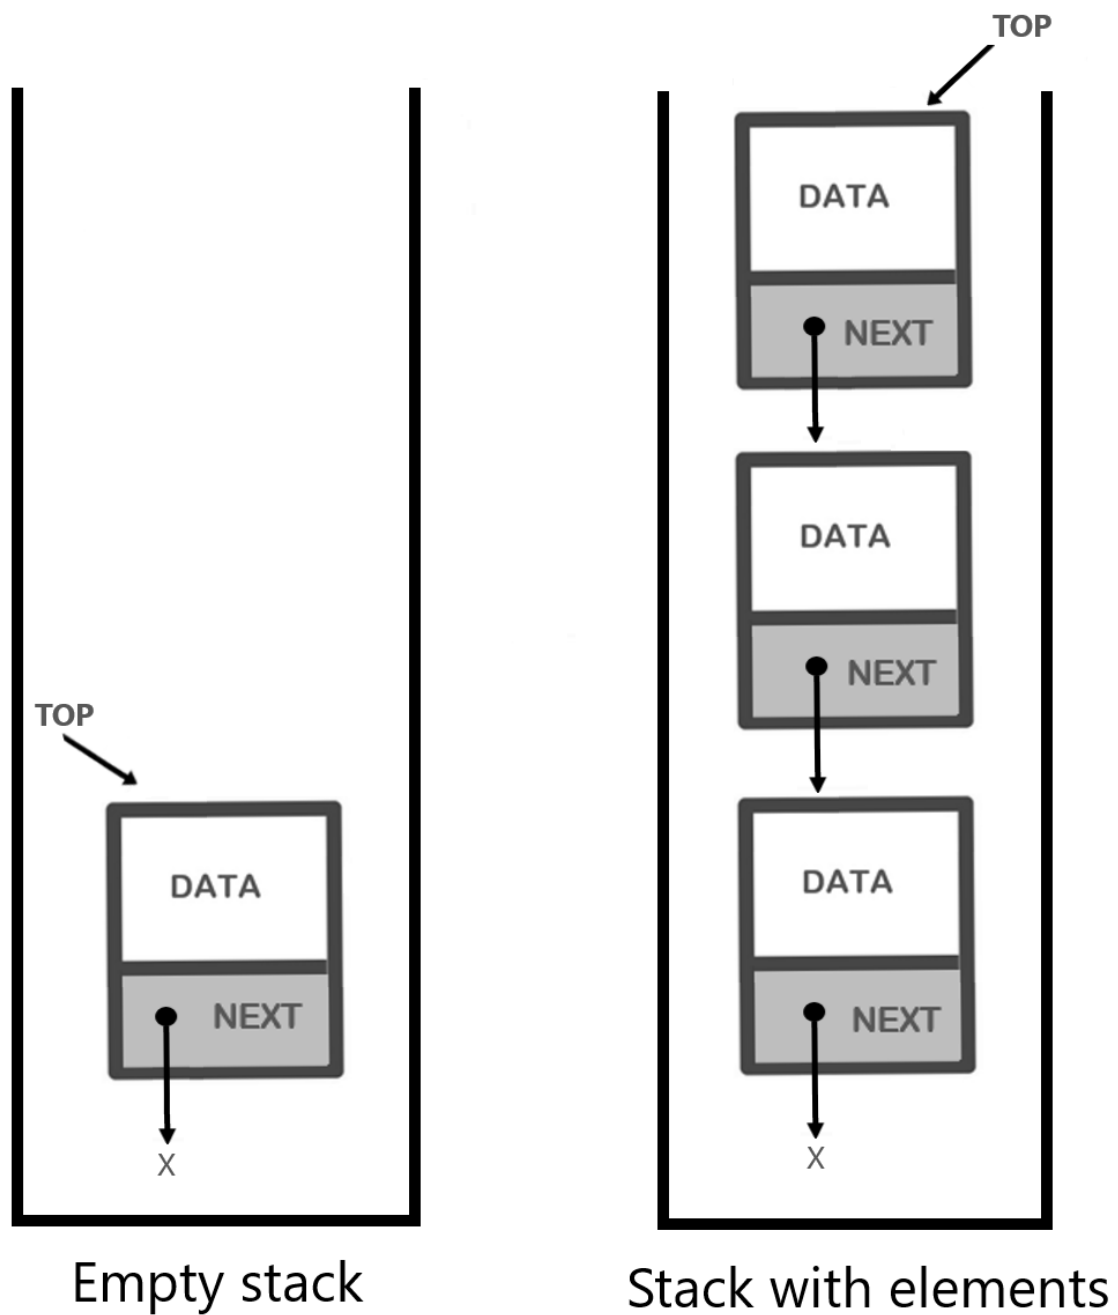 TOP
DATA
NEXT
X
Empty stack
TOP
DATA
NEXT
DATA
NEXT
DATA
NEXT
X
Stack with elements